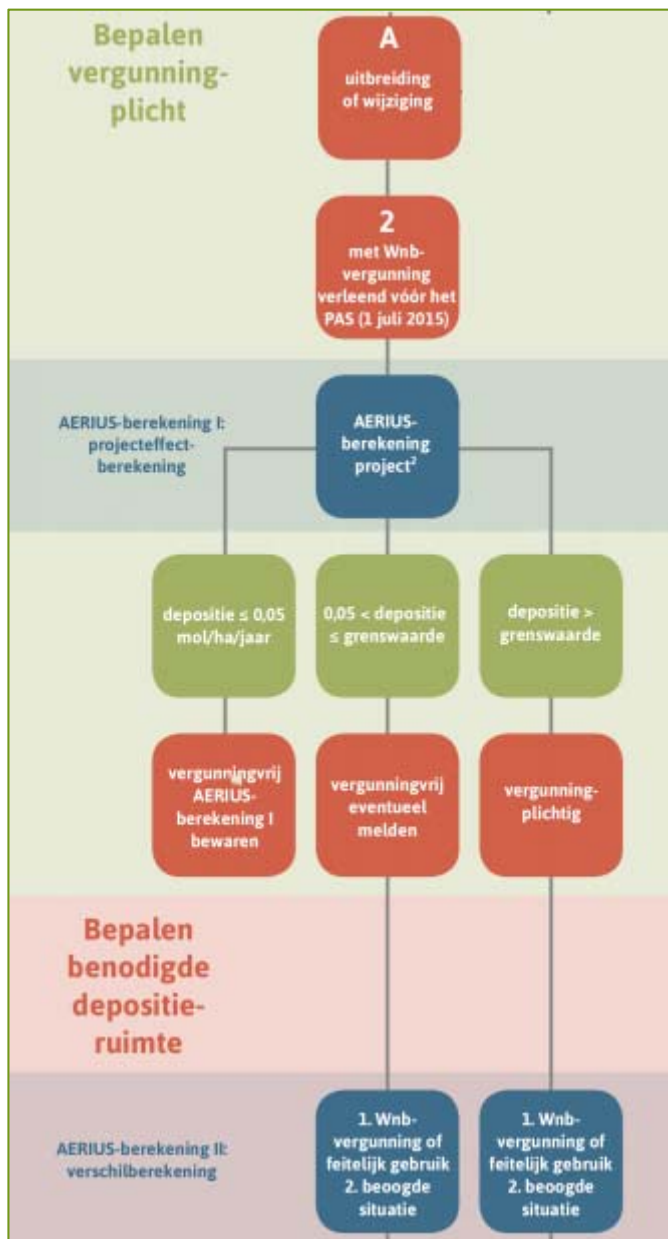 Bepalen
vergunning-
plicht
A
uitbreiding
of wijziging
2
met Wnb-
vergunning
verleend vóór het
PAS (1 juli 2015)
AERIUS-berekening I:
projecteffect-
berekening
AERIUS-
berekening
project²
depositie ≤ 0,05
mol/ha/jaar
0,05 < depositie
≤ grenswaarde
depositie >
grenswaarde
vergunningvrij
AERIUS-
berekening I
bewaren
vergunningvrij
eventueel
melden
vergunning-
plichtig
Bepalen
benodigde
depositie-
ruimte
AERIUS-berekening II:
verschilberekening
1. Wnb-
vergunning of
feitelijk gebruik
2. beoogde
situatie
1. Wnb-
vergunning of
feitelijk gebruik
2. beoogde
situatie